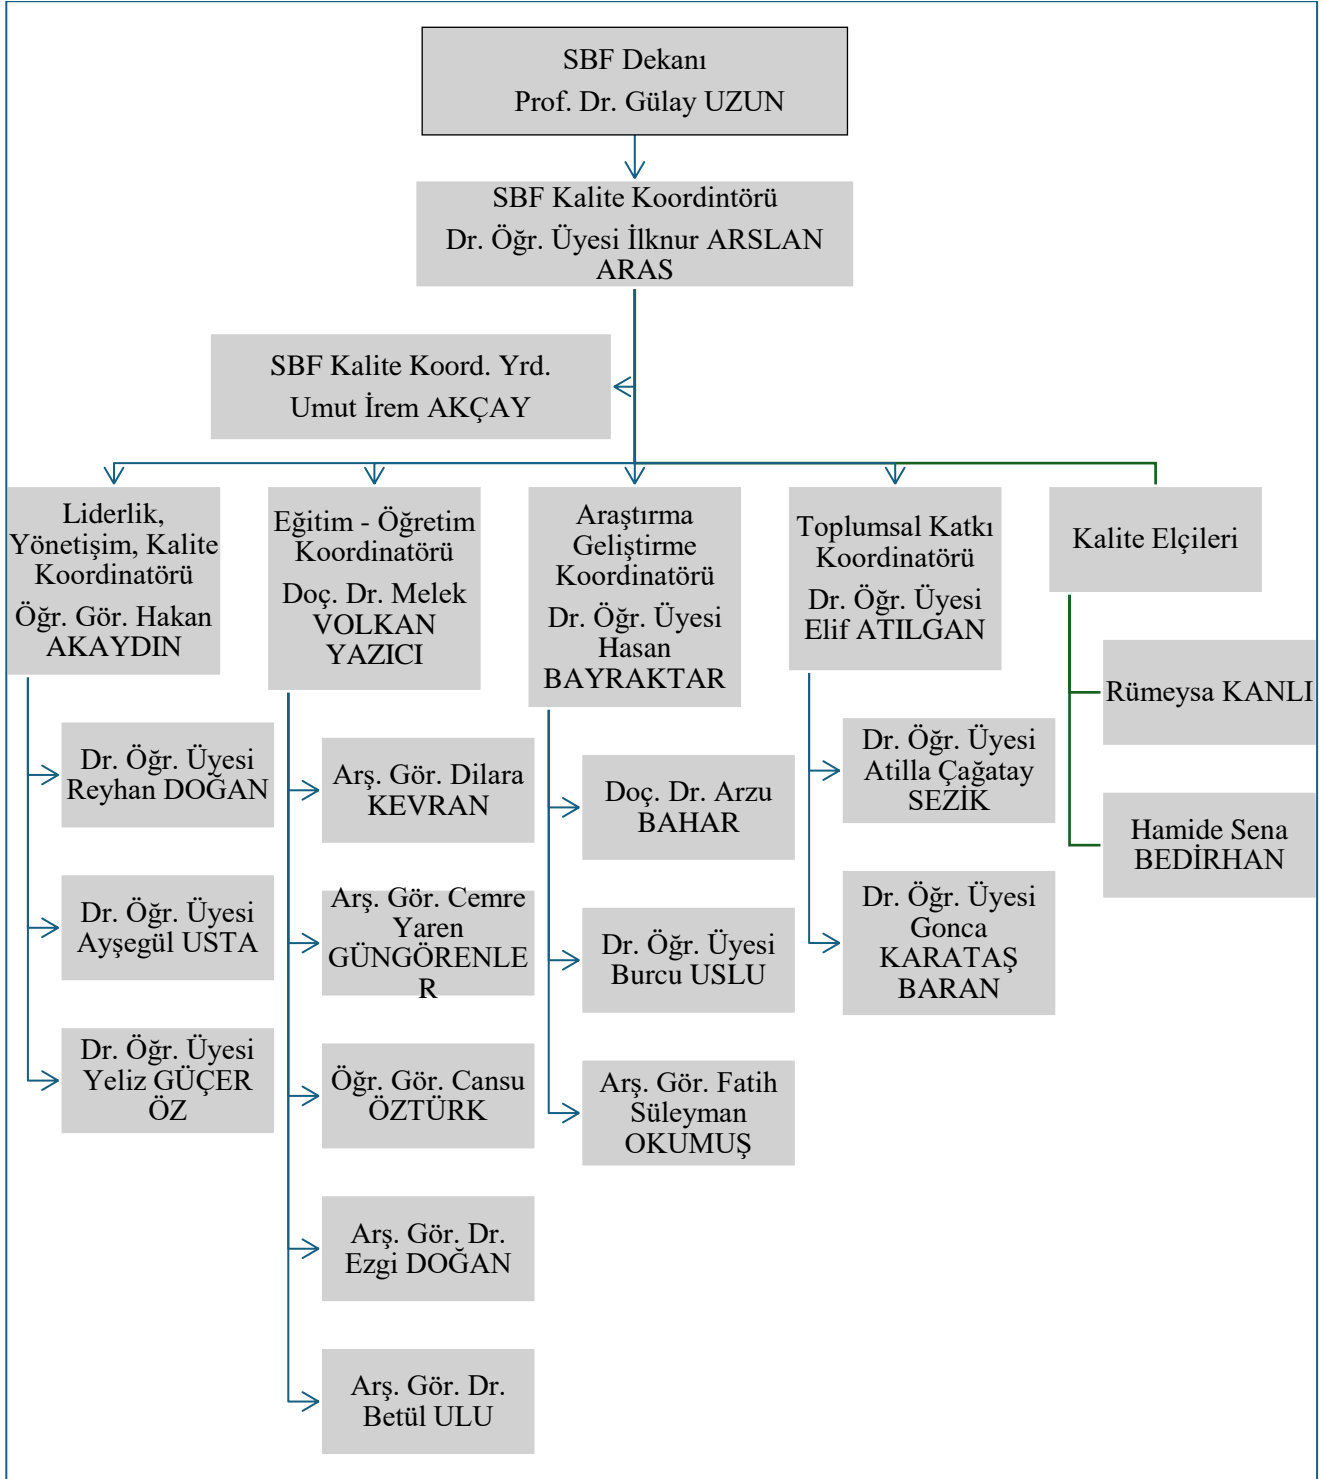 SBF Dekanı
Prof. Dr. Gülay UZUN
SBF Kalite Koordintörü
Dr. Öğr. Üyesi İlknur ARSLAN
ARAS
SBF Kalite Koord. Yrd.
Umut İrem AKÇAY
Liderlik,
Yönetişim, Kalite
Koordinatörü
Öğr. Gör. Hakan
AKAYDIN
Dr. Öğr. Üyesi
Reyhan DOĞAN
Dr. Öğr. Üyesi
Ayşegül USTA
Dr. Öğr. Üyesi
Yeliz GÜÇER
ÖZ
Eğitim - Öğretim
Koordinatörü
Doç. Dr. Melek
VOLKAN
YAZICI
Arş. Gör. Dilara
KEVRAN
Arş. Gör. Cemre
Yaren
GÜNGÖRENLE
R
Öğr. Gör. Cansu
ÖZTÜRK
Arş. Gör. Dr.
Ezgi DOĞAN
Arş. Gör. Dr.
Betül ULU
Araştırma
Geliştirme
Koordinatörü
Dr. Öğr. Üyesi
Hasan
BAYRAKTAR
Doç. Dr. Arzu
BAHAR
Dr. Öğr. Üyesi
Burcu USLU
Arş. Gör. Fatih
Süleyman
OKUMUŞ
Toplumsal Katkı
Koordinatörü
Dr. Öğr. Üyesi
Elif ATILGAN
Dr. Öğr. Üyesi
Atilla Çağatay
SEZİK
Dr. Öğr. Üyesi
Gonca
KARATAŞ
BARAN
Kalite Elçileri
Rümeysa KANLI
Hamide Sena
BEDİRHAN